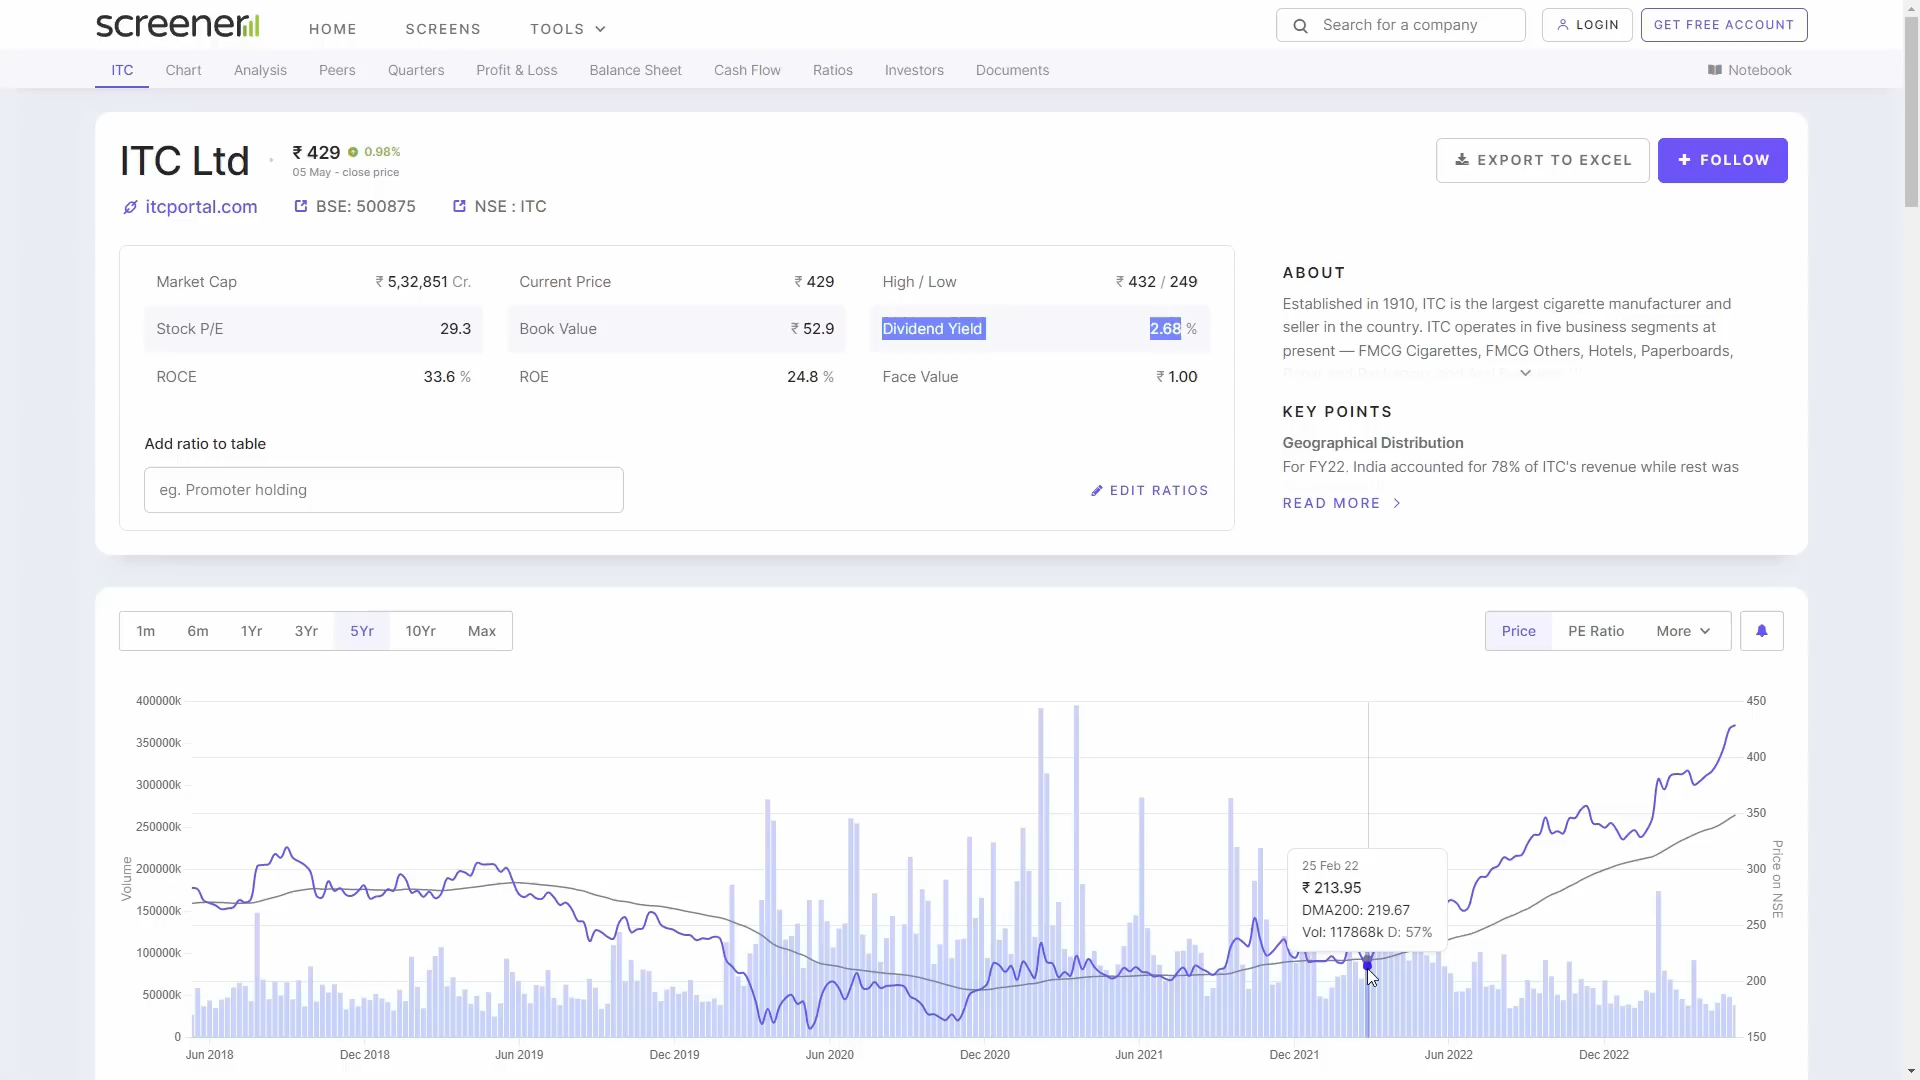 screener
HOME SCREENS TOOLS
Search for a company
LOGIN
GET FREE ACCOUNT
ITC Chart Analysis Peers Quarters Profit & Loss Balance Sheet Cash Flow Ratios Investors Documents
Notebook
ITC Ltd
₹ 429 0.98%
05 May - close price
EXPORT TO EXCEL
FOLLOW
itcportal.com BSE: 500875 NSE : ITC
Market Cap ₹ 5,32,851 Cr.
Current Price ₹ 429
High / Low ₹ 432 / 249
Stock P/E 29.3
Book Value ₹ 52.9
Dividend Yield 2.68 %
ROCE 33.6 %
ROE 24.8 %
Face Value ₹ 1.00
Add ratio to table
eg. Promoter holding
EDIT RATIOS
ABOUT
Established in 1910, ITC is the largest cigarette manufacturer and
seller in the country. ITC operates in five business segments at
present — FMCG Cigarettes, FMCG Others, Hotels, Paperboards,
KEY POINTS
Geographical Distribution
For FY22. India accounted for 78% of ITC's revenue while rest was
READ MORE
1m 6m 1Yr 3Yr 5Yr 10Yr Max
Price PE Ratio More
400000k
350000k
300000k
250000k
200000k
150000k
100000k
50000k
0
Volume
450
400
350
300
250
200
150
Price on NSE
25 Feb 22
₹ 213.95
DMA200: 219.67
Vol: 117868k D: 57%
Jun 2018 Dec 2018 Jun 2019 Dec 2019 Jun 2020 Dec 2020 Jun 2021 Dec 2021 Jun 2022 Dec 2022